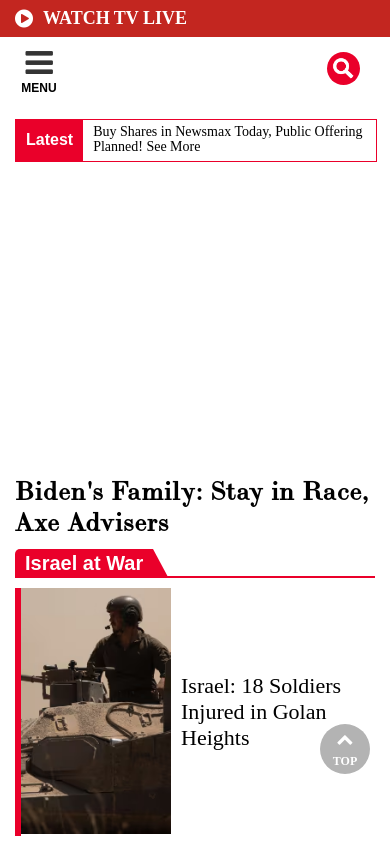 WATCH TV LIVE
MENU
Latest
Buy Shares in Newsmax Today, Public Offering
Planned! See More
Biden's Family: Stay in Race,
Axe Advisers
Israel at War
Israel: 18 Soldiers
Injured in Golan
Heights
TOP